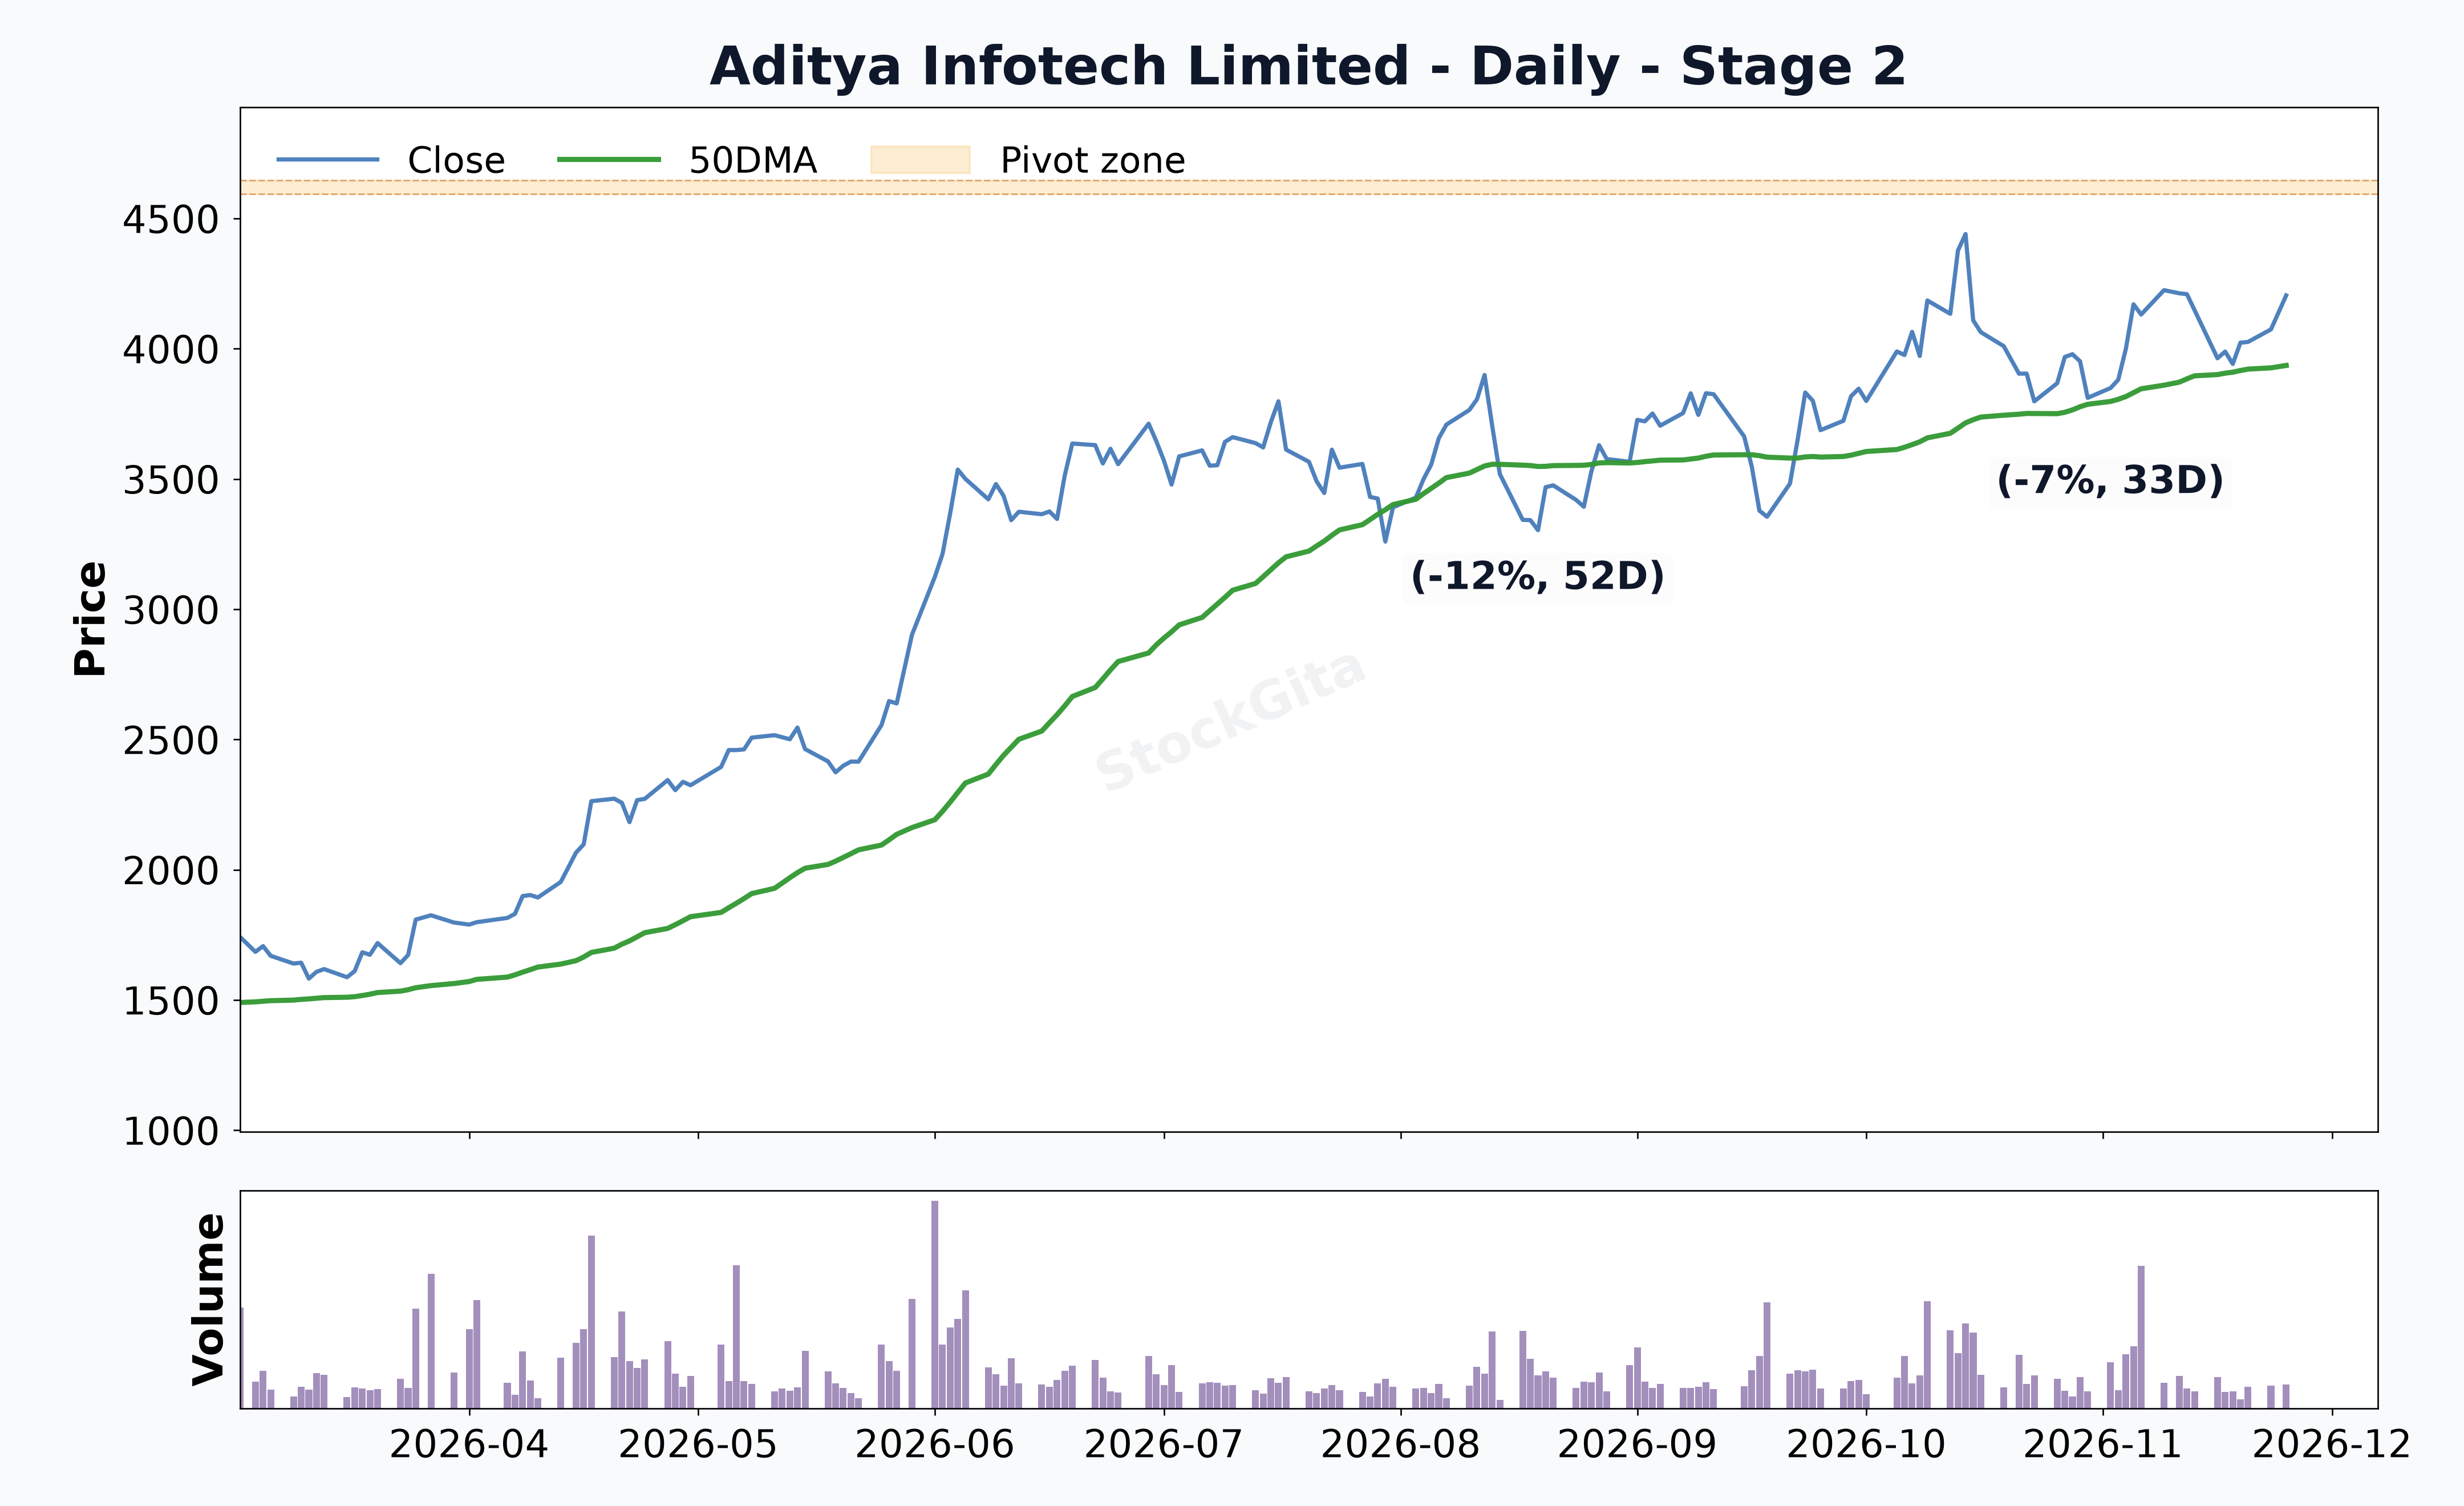 Aditya Infotech Limited - Daily - Stage 2
Close 50DMA Pivot zone
4500
4000
3500
3000
2500
2000
1500
1000
Price
(-7%, 33D)
(-12%, 52D)
StockGita
Volume
2026-04 2026-05 2026-06 2026-07 2026-08 2026-09 2026-10 2026-11 2026-12